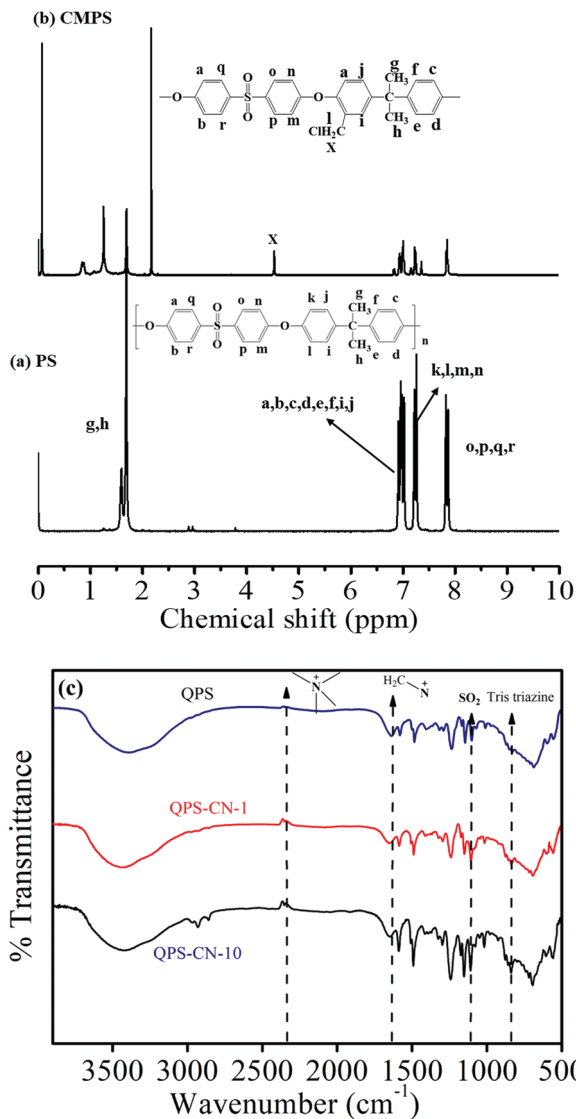 (b) CMPS
a q o n a j g CH₃ f c
O S O O O
b r p m l i CH₃ e d
ClH₂C h
X
X
a q o n k j g CH₃ f c
O S O O O
n
(a) PS b r p m l i h CH₃ e d
k,l,m,n
a,b,c,d,e,f,i,j
g,h
o,p,q,r
0 1 2 3 4 5 6 7 8 9 10
Chemical shift (ppm)
(c)
QPS
N+
H₂C N+
SO₂ Tris triazine
QPS-CN-1
QPS-CN-10
% Transmittance
3500 3000 2500 2000 1500 1000 500
Wavenumber (cm⁻¹)